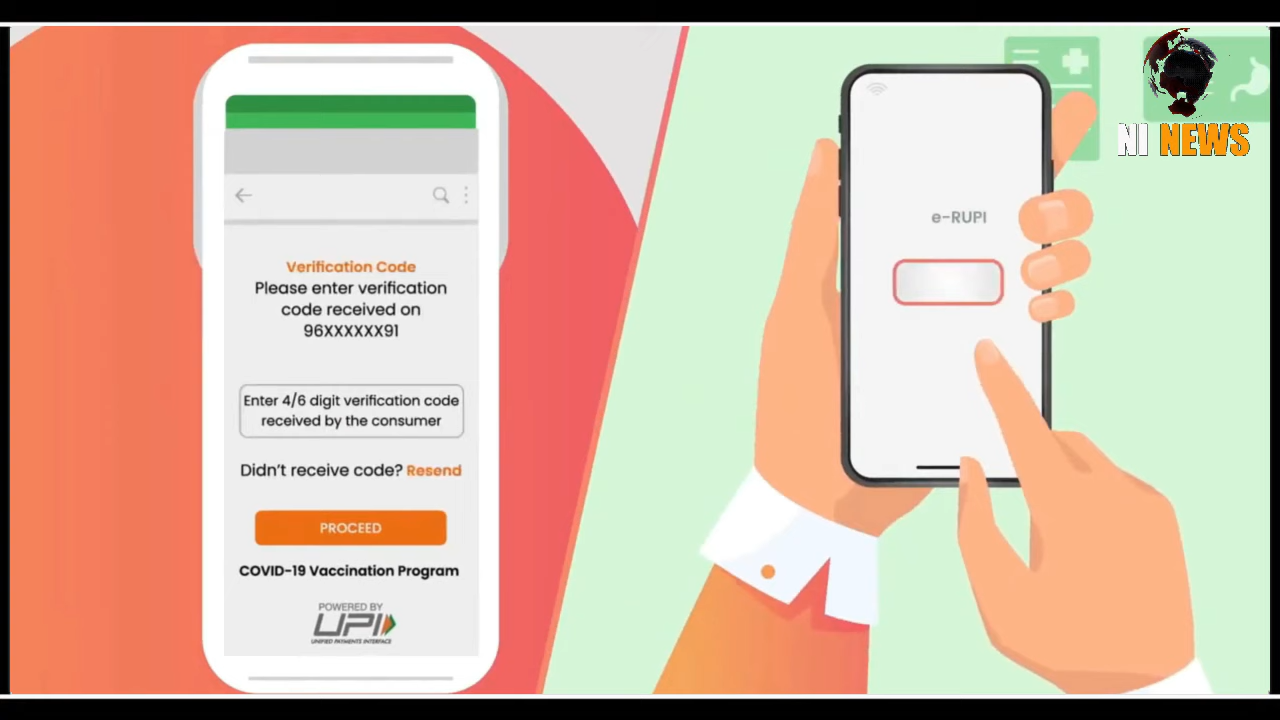 Verification Code
Please enter verification
code received on
96XXXXXX91
Enter 4/6 digit verification code
received by the consumer
Didn't receive code? Resend
PROCEED
COVID-19 Vaccination Program
POWERED BY
UPI
UNIFIED PAYMENTS INTERFACE
e-RUPI
NI NEWS